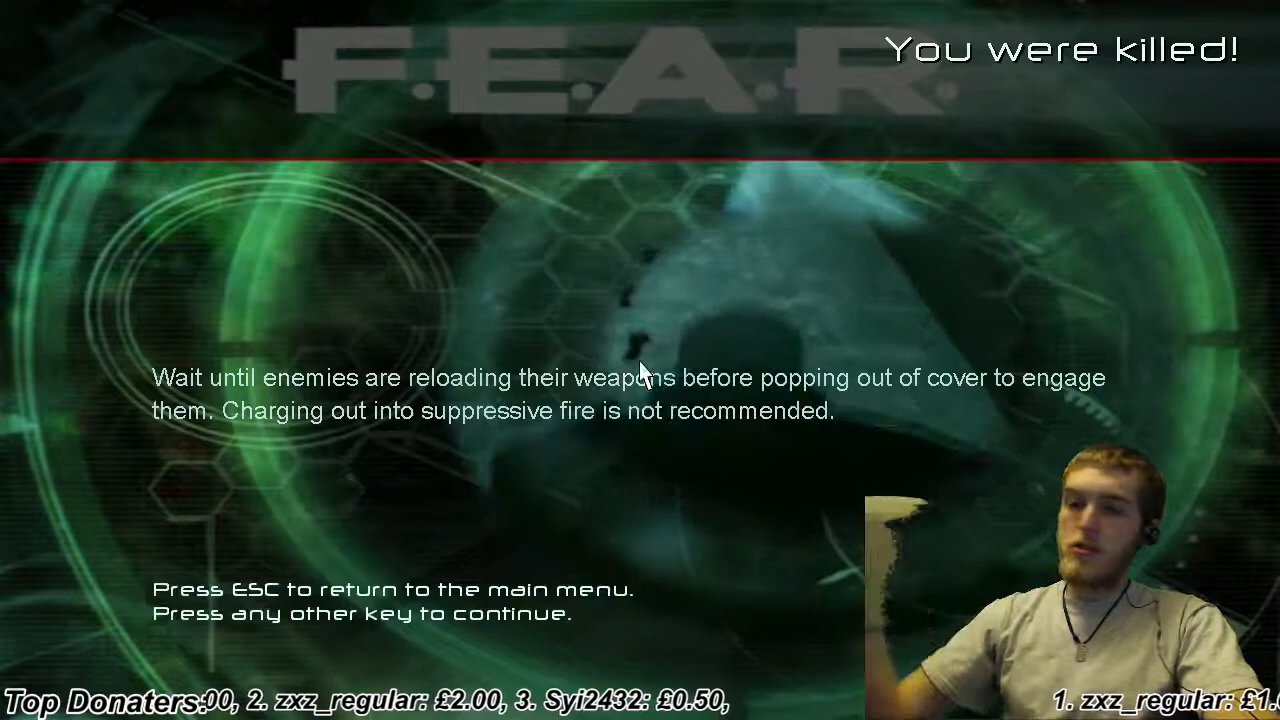 F.E.A.R.
You were killed!
Wait until enemies are reloading their weapons before popping out of cover to engage
them. Charging out into suppressive fire is not recommended.
Press ESC to return to the main menu.
Press any other key to continue.
Top Donaters: 00, 2. zxz_regular: £2.00, 3. Syi2432: £0.50, 1. zxz_regular: £1.